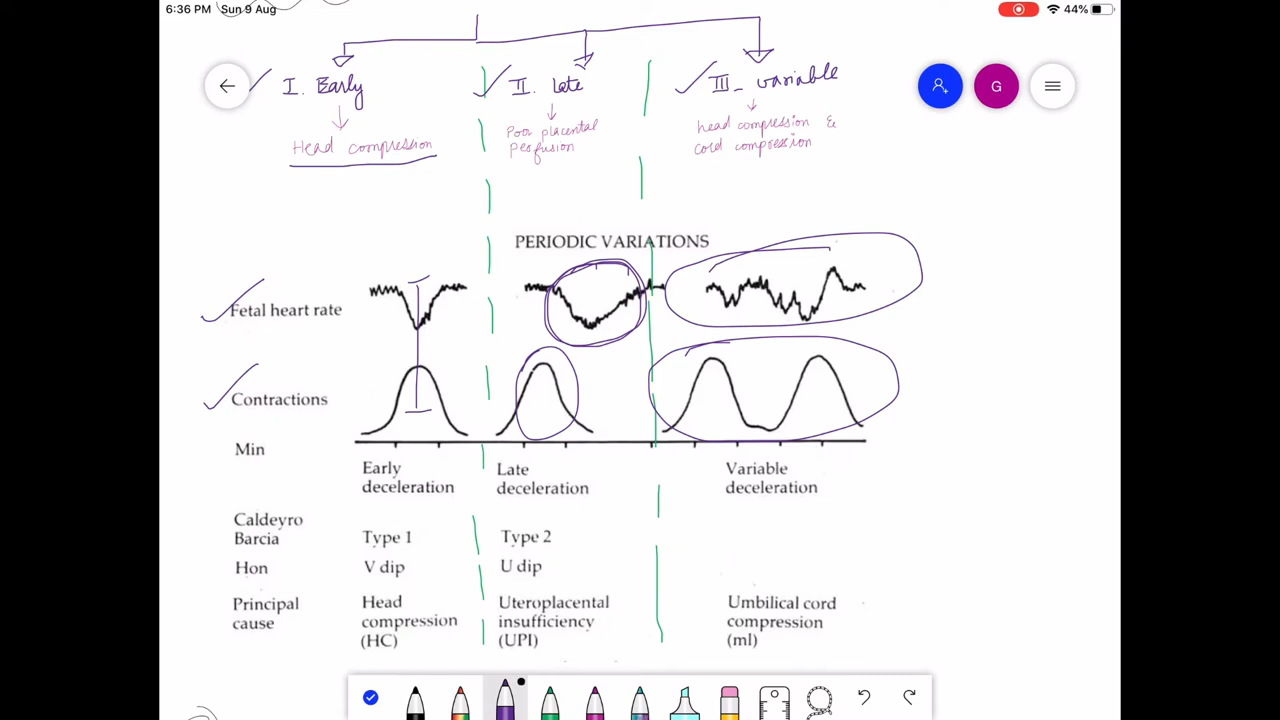 6:36 PM Sun 9 Aug
44%
I. Early
II. late
III_ variable
G
Head compression
Poor placental
perfusion
head compression &
cord compression
PERIODIC VARIATIONS
Fetal heart rate
Contractions
Min
Early
deceleration
Late
deceleration
Variable
deceleration
Caldeyro
Barcia
Type 1
Type 2
Hon
V dip
U dip
Principal
cause
Head
compression
(HC)
Uteroplacental
insufficiency
(UPI)
Umbilical cord
compression
(ml)